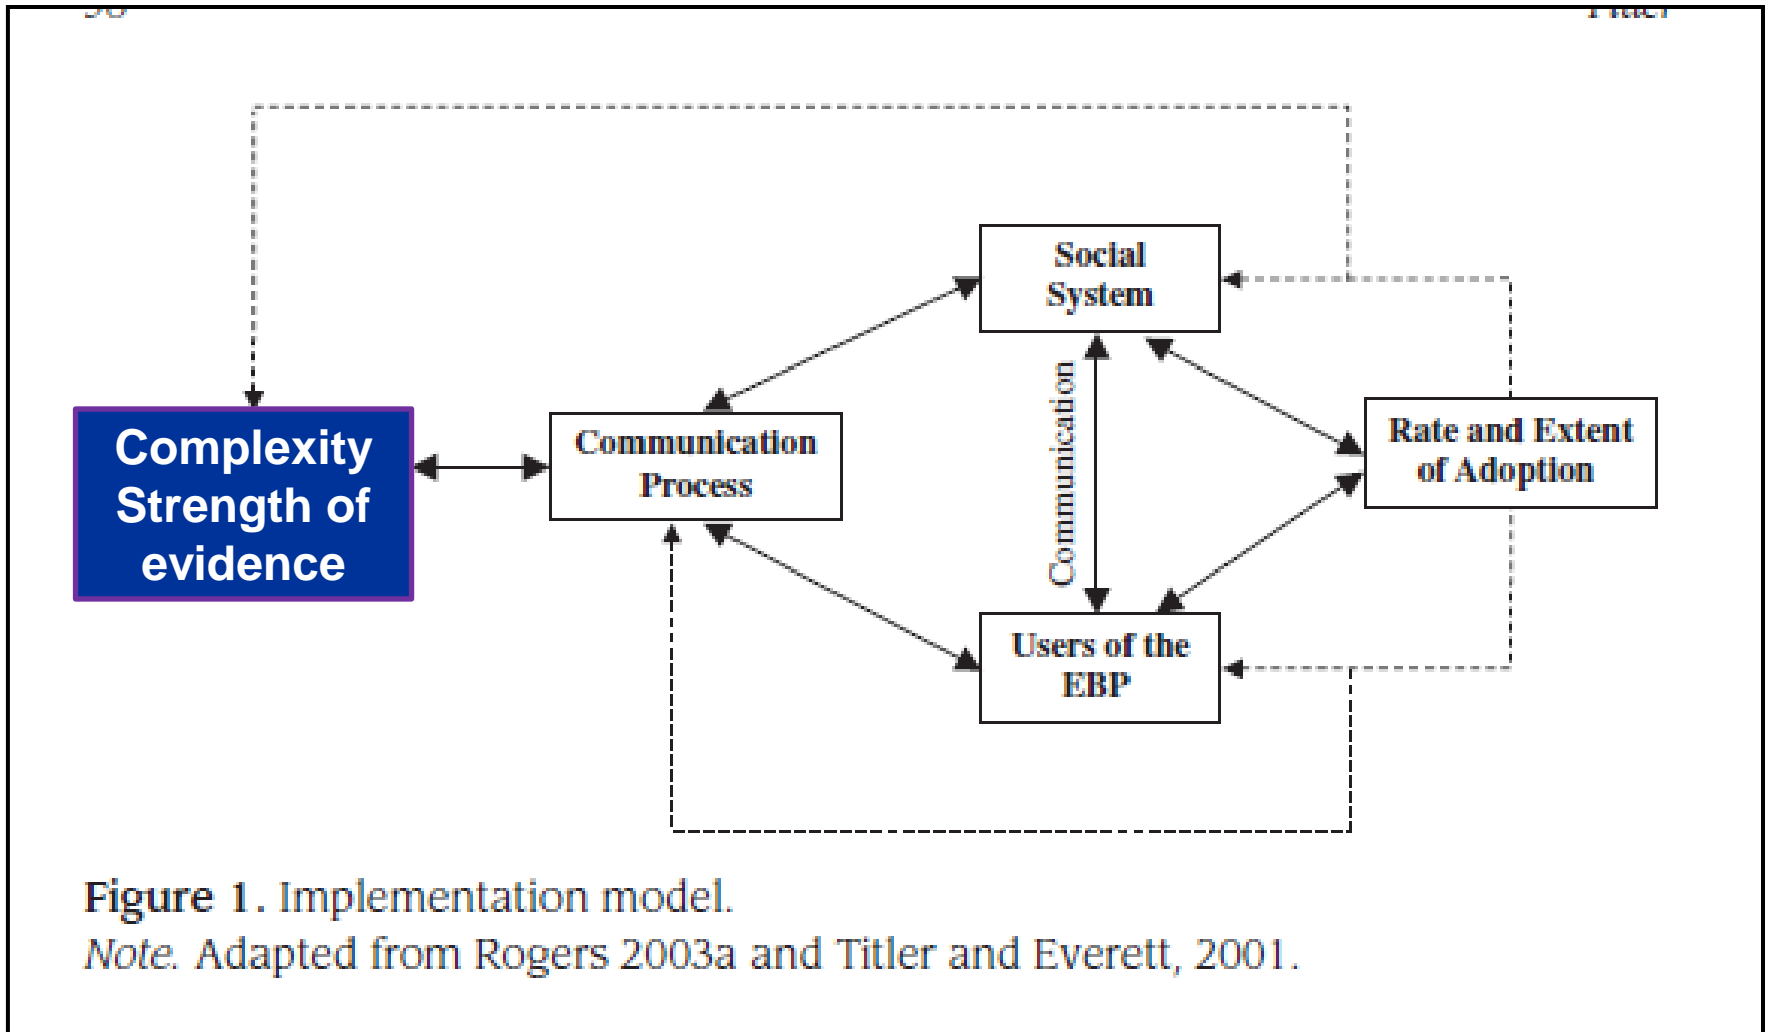 Social
System
Complexity
Strength of
evidence
Communication
Process
Communication
Rate and Extent
of Adoption
Users of the
EBP
Figure 1. Implementation model.
Note. Adapted from Rogers 2003a and Titler and Everett, 2001.